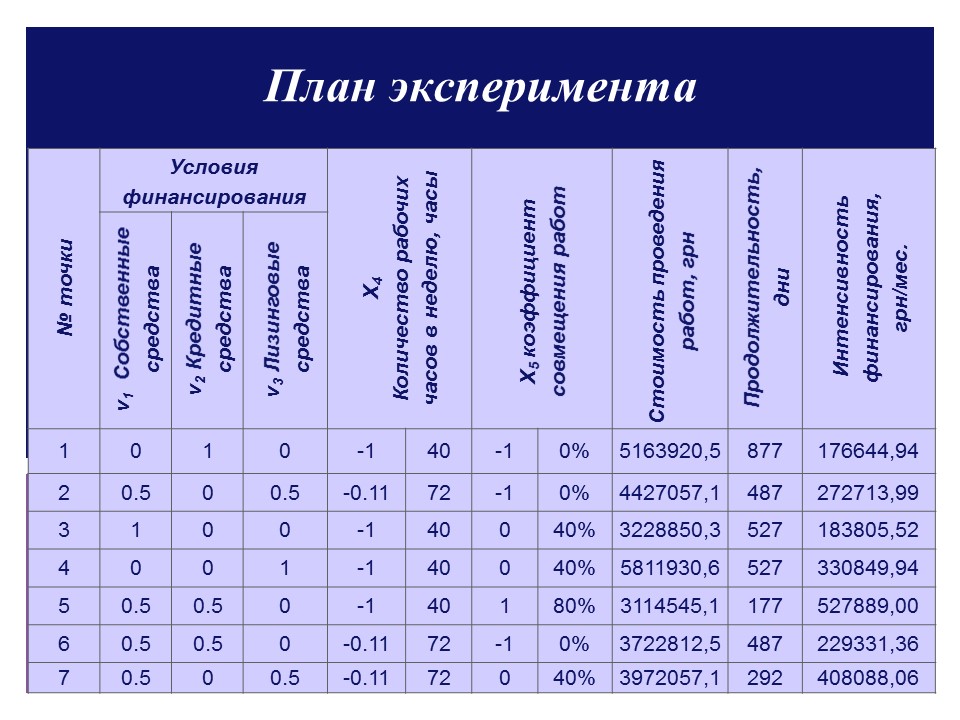 План эксперимента
№ точки
Условия
финансирования
v1 Собственные
средства
v2 Кредитные
средства
v3 Лизинговые
средства
X4
Количество рабочих
часов в неделю, часы
X5 коэффициент
совмещения работ
Стоимость проведения
работ, грн
Продолжительность,
дни
Интенсивность
финансирования,
грн/мес.
1 0 1 0 -1 40 -1 0% 5163920,5 877 176644,94
2 0.5 0 0.5 -0.11 72 -1 0% 4427057,1 487 272713,99
3 1 0 0 -1 40 0 40% 3228850,3 527 183805,52
4 0 0 1 -1 40 0 40% 5811930,6 527 330849,94
5 0.5 0.5 0 -1 40 1 80% 3114545,1 177 527889,00
6 0.5 0.5 0 -0.11 72 -1 0% 3722812,5 487 229331,36
7 0.5 0 0.5 -0.11 72 0 40% 3972057,1 292 408088,06